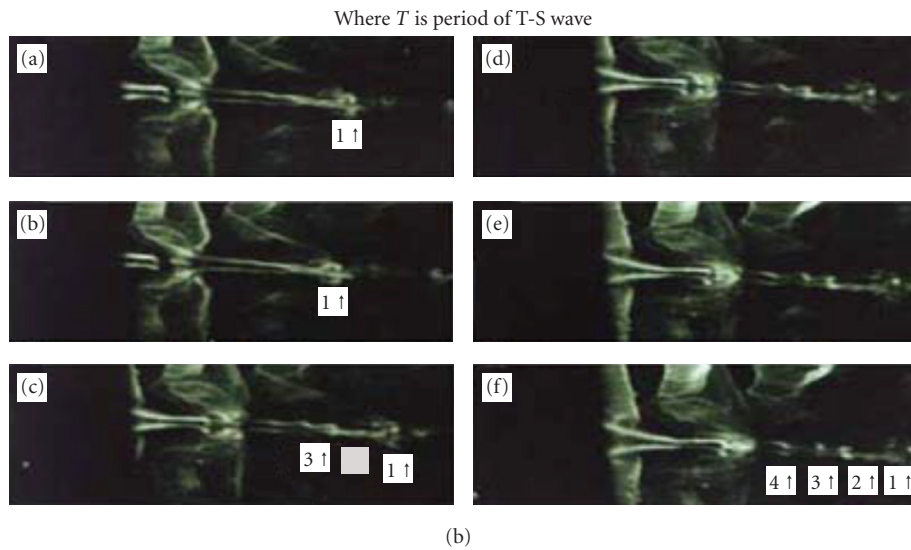 Where T is period of T-S wave
(a)
(d)
1 ↑
(b)
(e)
1 ↑
(c)
(f)
3 ↑
1 ↑
4 ↑ 3 ↑ 2 ↑ 1 ↑
(b)